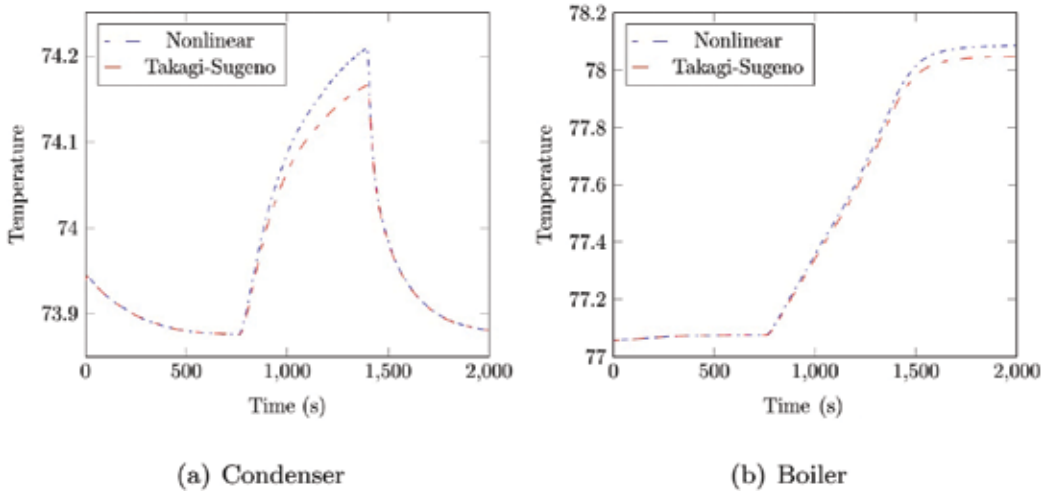 Nonlinear
Takagi-Sugeno
74.2
74.1
74
73.9
Temperature
0
500
1,000
1,500
2,000
Time (s)
(a) Condenser
Nonlinear
Takagi-Sugeno
78.2
78
77.8
77.6
77.4
77.2
77
Temperature
0
500
1,000
1,500
2,000
Time (s)
(b) Boiler